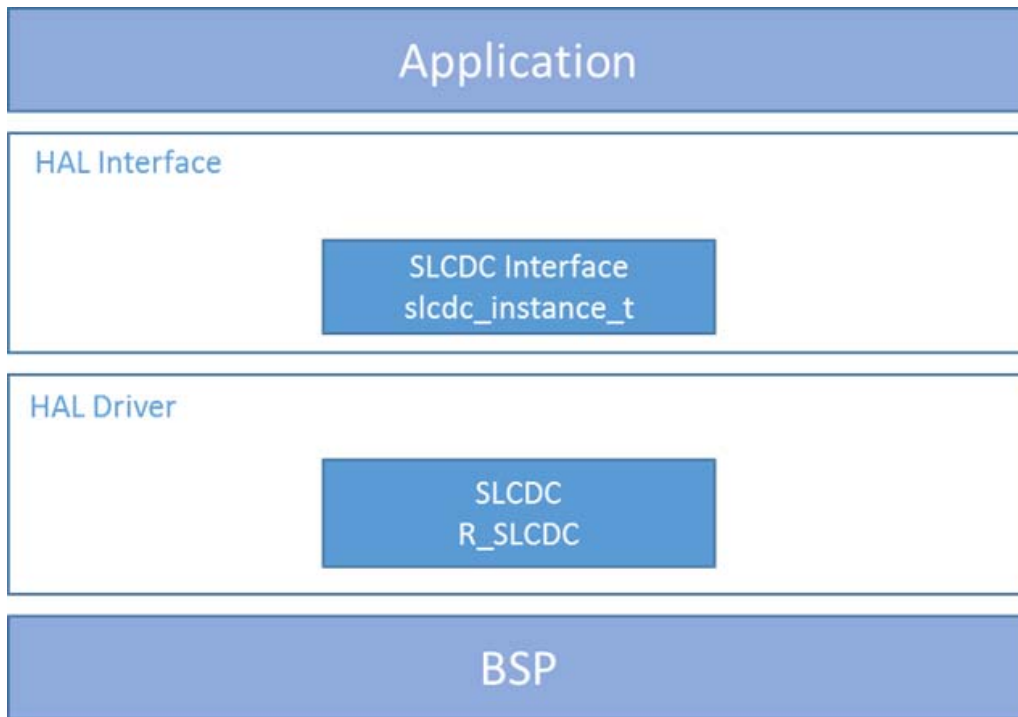 Application
HAL Interface
SLCDC Interface
slcdc_instance_t
HAL Driver
SLCDC
R_SLCDC
BSP